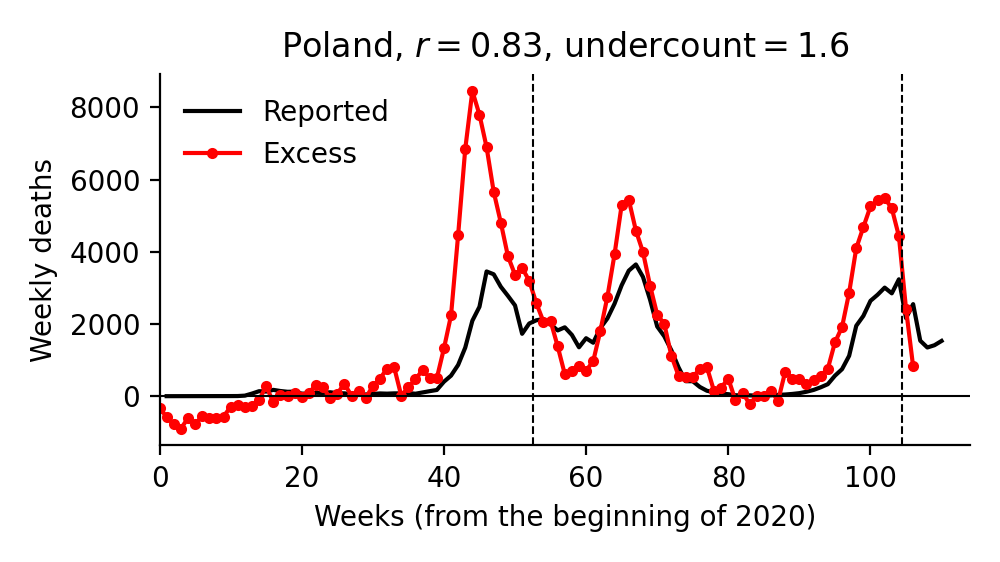 Poland, r = 0.83, undercount = 1.6
Reported
Excess
Weekly deaths
8000
6000
4000
2000
0
0 20 40 60 80 100
Weeks (from the beginning of 2020)